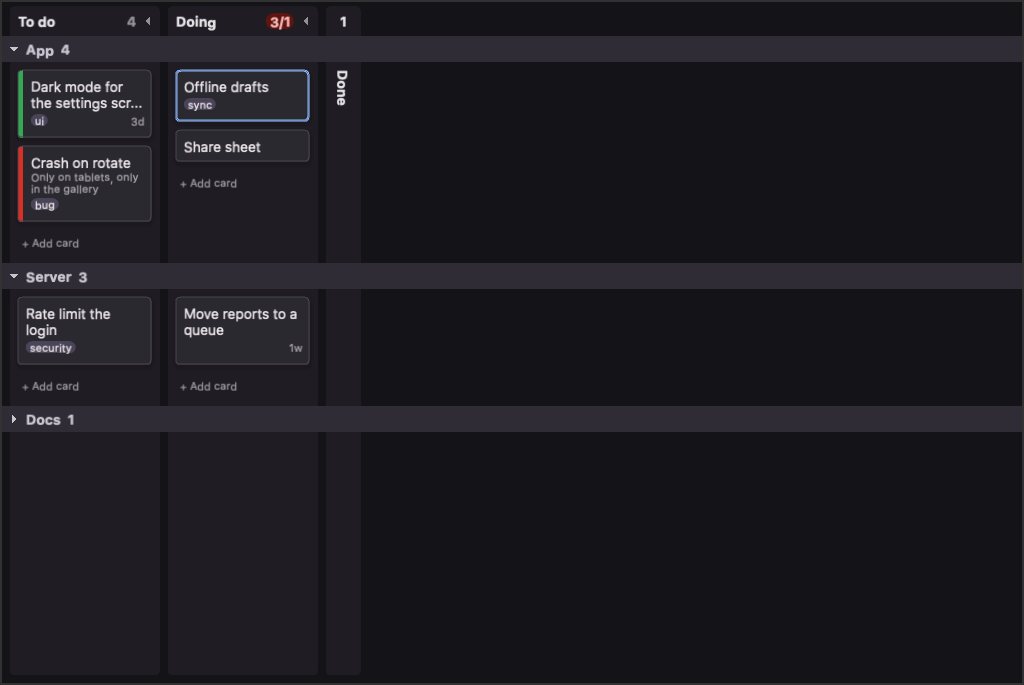 To do 4
Doing 3/1
1
App 4
Dark mode for
the settings scr...
ui 3d
Crash on rotate
Only on tablets, only
in the gallery
bug
+ Add card
Offline drafts
sync
Share sheet
+ Add card
Done
Server 3
Rate limit the
login
security
+ Add card
Move reports to a
queue
1w
+ Add card
Docs 1